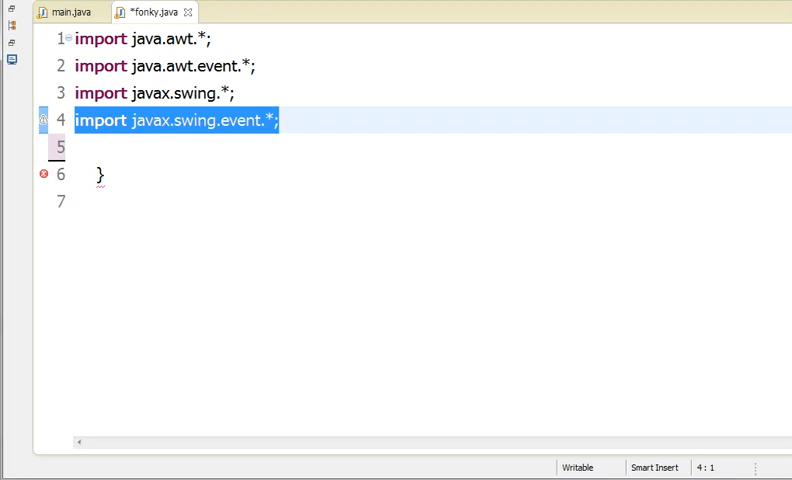 main.java *fonky.java
1 import java.awt.*;
2 import java.awt.event.*;
3 import javax.swing.*;
4 import javax.swing.event.*;
5
6 }
7
Writable Smart Insert 4 : 1